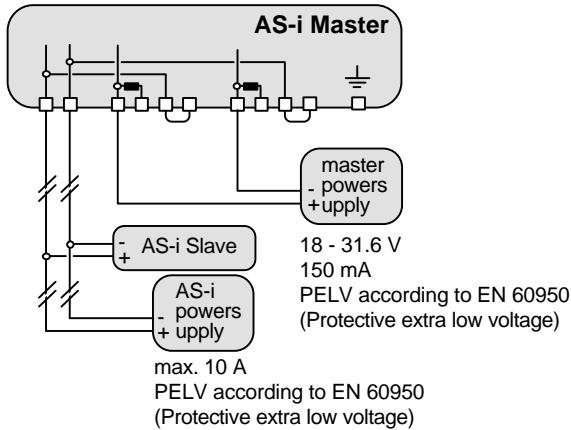 AS-i Master
master
- powers
+upply
18 - 31.6 V
150 mA
PELV according to EN 60950
(Protective extra low voltage)
- AS-i Slave
+
AS-i
- powers
+ upply
max. 10 A
PELV according to EN 60950
(Protective extra low voltage)